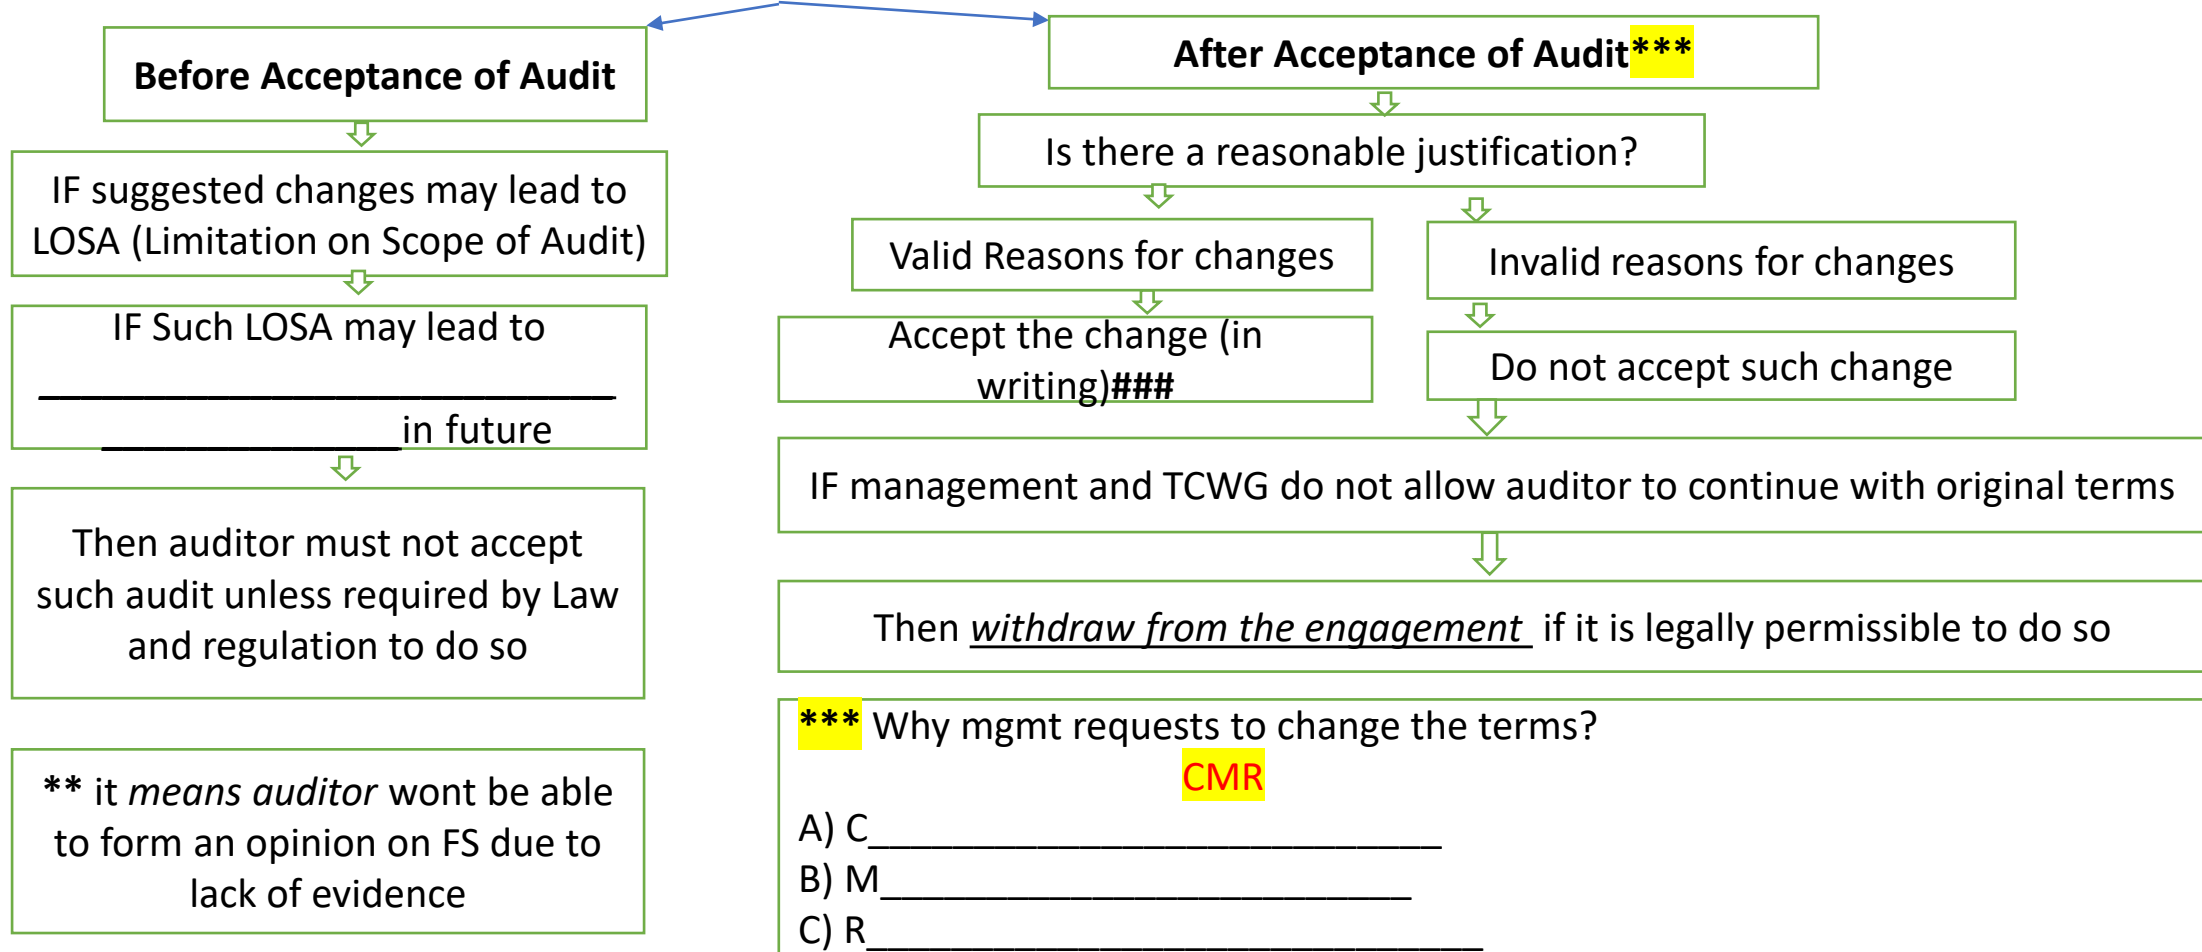 Before Acceptance of Audit
IF suggested changes may lead to
LOSA (Limitation on Scope of Audit)
IF Such LOSA may lead to
___________________________
______________in future
Then auditor must not accept
such audit unless required by Law
and regulation to do so
** it means auditor wont be able
to form an opinion on FS due to
lack of evidence
After Acceptance of Audit***
Is there a reasonable justification?
Valid Reasons for changes
Accept the change (in
writing)###
Invalid reasons for changes
Do not accept such change
IF management and TCWG do not allow auditor to continue with original terms
Then withdraw from the engagement if it is legally permissible to do so
*** Why mgmt requests to change the terms?
CMR
A) C___________________________
B) M_________________________
C) R_____________________________